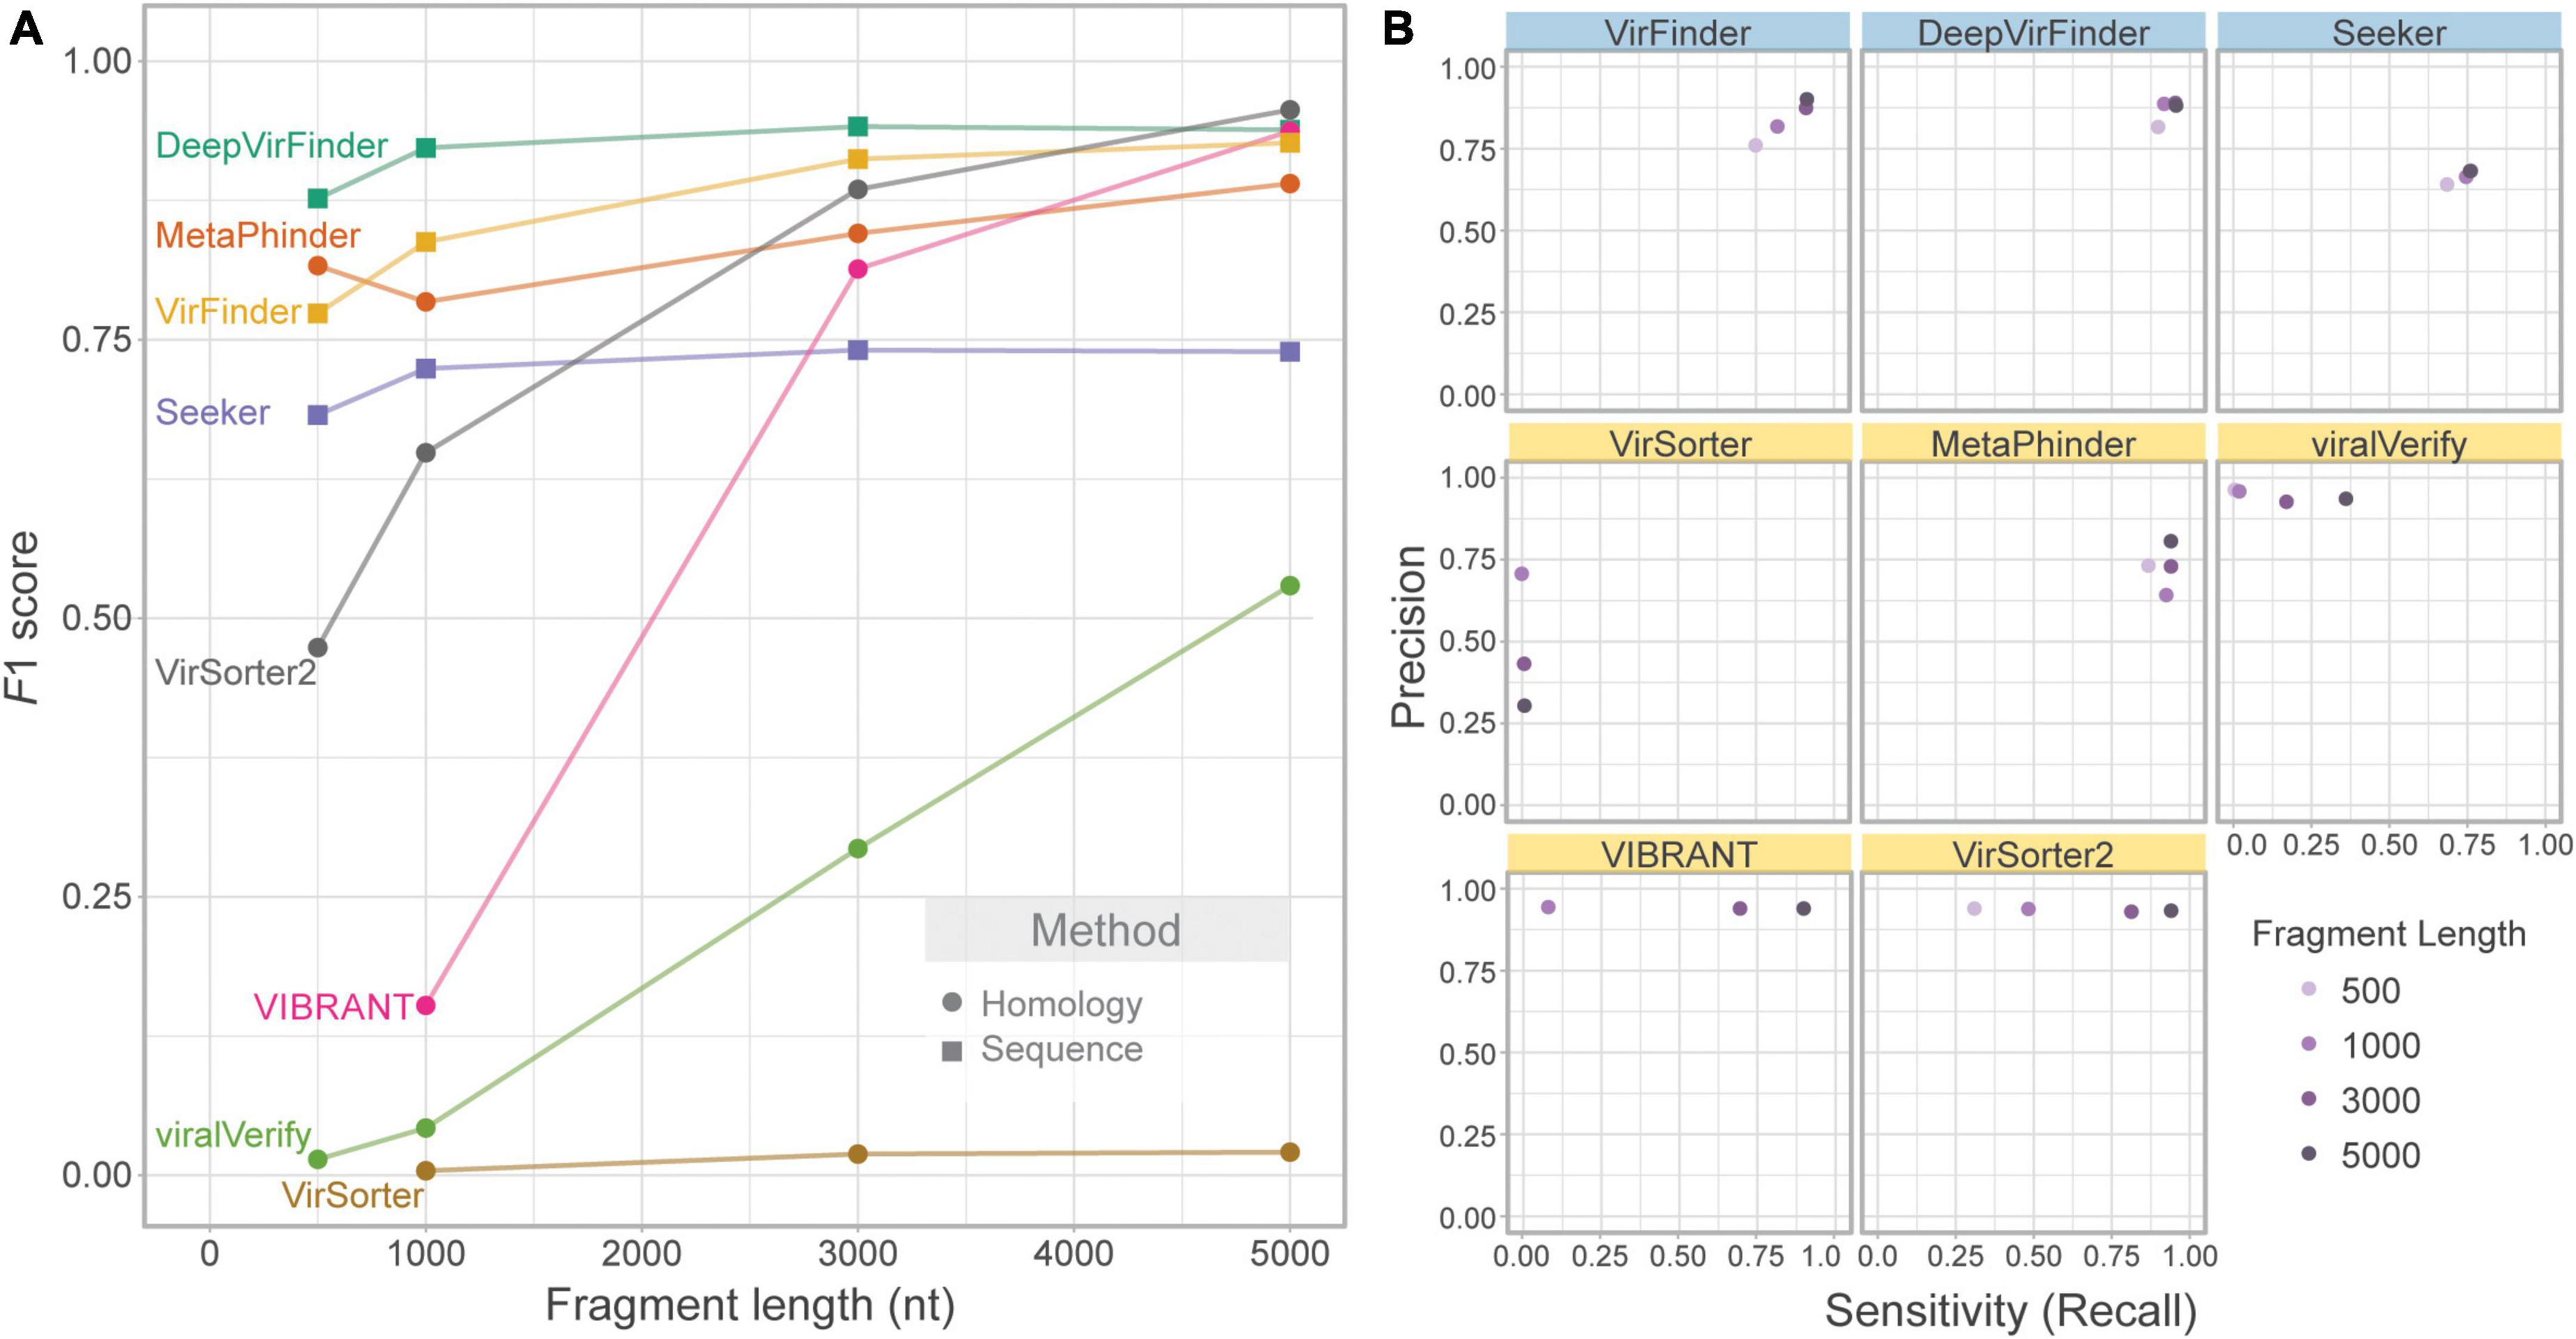 A
F1 score
1.00
0.75
0.50
0.25
0.00
DeepVirFinder
MetaPhinder
VirFinder
Seeker
VirSorter2
VIBRANT
viralVerify
VirSorter
Method
Homology
Sequence
0 1000 2000 3000 4000 5000
Fragment length (nt)
B
Precision
VirFinder DeepVirFinder Seeker
1.00
0.75
0.50
0.25
0.00
VirSorter MetaPhinder viralVerify
1.00
0.75
0.50
0.25
0.00
0.0 0.25 0.50 0.75 1.00
VIBRANT VirSorter2
1.00
0.75
0.50
0.25
0.00
0.00 0.25 0.50 0.75 1.0 0.0 0.25 0.50 0.75 1.00
Sensitivity (Recall)
Fragment Length
500
1000
3000
5000